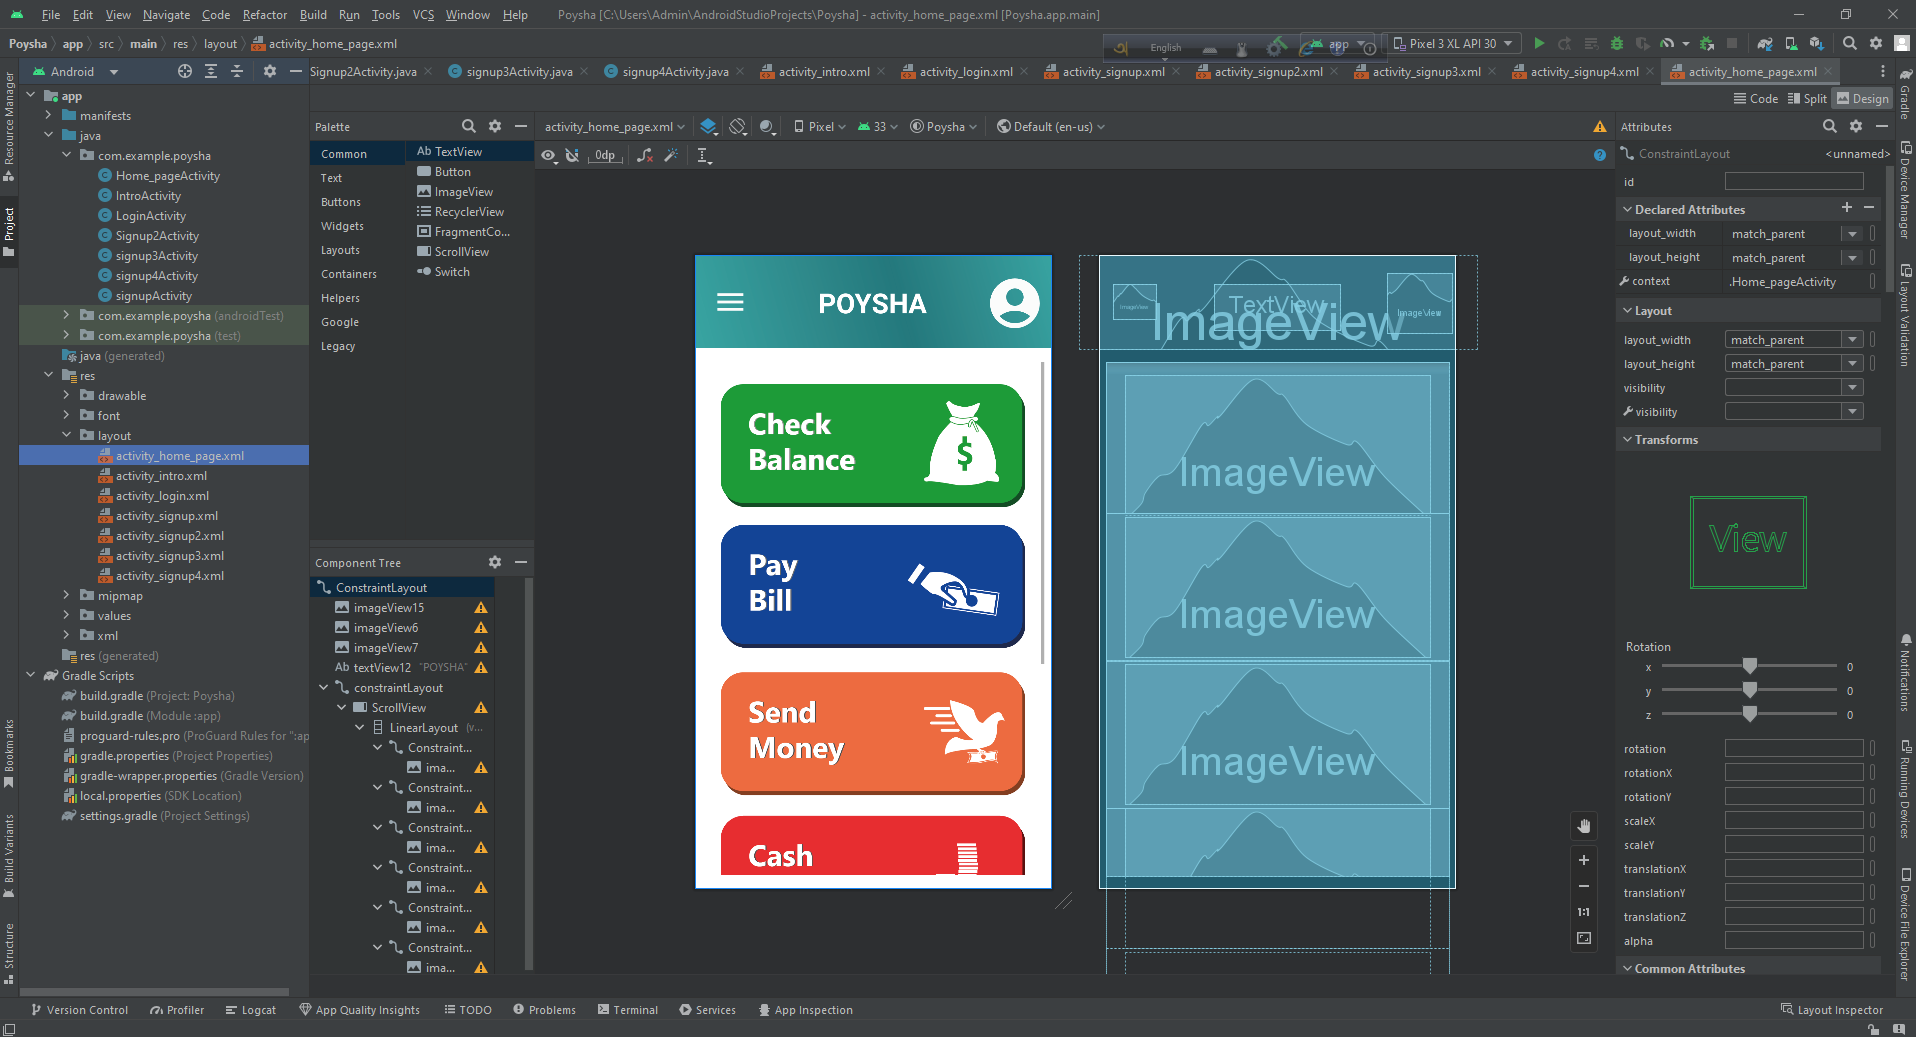 File Edit View Navigate Code Refactor Build Run Tools VCS Window Help Poysha [C:\Users\Admin\AndroidStudioProjects\Poysha] - activity_home_page.xml [Poysha.app.main]
Poysha app src main res layout activity_home_page.xml English app Pixel 3 XL API 30
Android Signup2Activity.java signup3Activity.java signup4Activity.java activity_intro.xml activity_login.xml activity_signup.xml activity_signup2.xml activity_signup3.xml activity_signup4.xml activity_home_page.xml
Code Split Design
Resource Manager
Project
Bookmarks
Build Variants
Structure
app
manifests
java
com.example.poysha
Home_pageActivity
IntroActivity
LoginActivity
Signup2Activity
signup3Activity
signup4Activity
signupActivity
com.example.poysha (androidTest)
com.example.poysha (test)
java (generated)
res
drawable
font
layout
activity_home_page.xml
activity_intro.xml
activity_login.xml
activity_signup.xml
activity_signup2.xml
activity_signup3.xml
activity_signup4.xml
mipmap
values
xml
res (generated)
Gradle Scripts
build.gradle (Project: Poysha)
build.gradle (Module :app)
proguard-rules.pro (ProGuard Rules for ":ap
gradle.properties (Project Properties)
gradle-wrapper.properties (Gradle Version)
local.properties (SDK Location)
settings.gradle (Project Settings)
Palette
Common
Text
Buttons
Widgets
Layouts
Containers
Helpers
Google
Legacy
Ab TextView
Button
ImageView
RecyclerView
FragmentCo...
ScrollView
Switch
Component Tree
ConstraintLayout
imageView15
imageView6
imageView7
Ab textView12 "POYSHA"
constraintLayout
ScrollView
LinearLayout (v...
Constraint...
ima...
Constraint...
ima...
Constraint...
ima...
Constraint...
ima...
Constraint...
ima...
Constraint...
ima...
activity_home_page.xml Pixel 33 Poysha Default (en-us)
0dp
POYSHA
Check
Balance
$
Pay
Bill
Send
Money
Cash
ImageView
TextView
ImageView
ImageView
ImageView
ImageView
ImageView
1:1
Attributes
ConstraintLayout <unnamed>
id
Declared Attributes
layout_width match_parent
layout_height match_parent
context .Home_pageActivity
Layout
layout_width match_parent
layout_height match_parent
visibility
visibility
Transforms
View
Rotation
x 0
y 0
z 0
rotation
rotationX
rotationY
scaleX
scaleY
translationX
translationY
translationZ
alpha
Common Attributes
Gradle
Device Manager
Layout Validation
Notifications
Running Devices
Device File Explorer
Version Control Profiler Logcat App Quality Insights TODO Problems Terminal Services App Inspection Layout Inspector